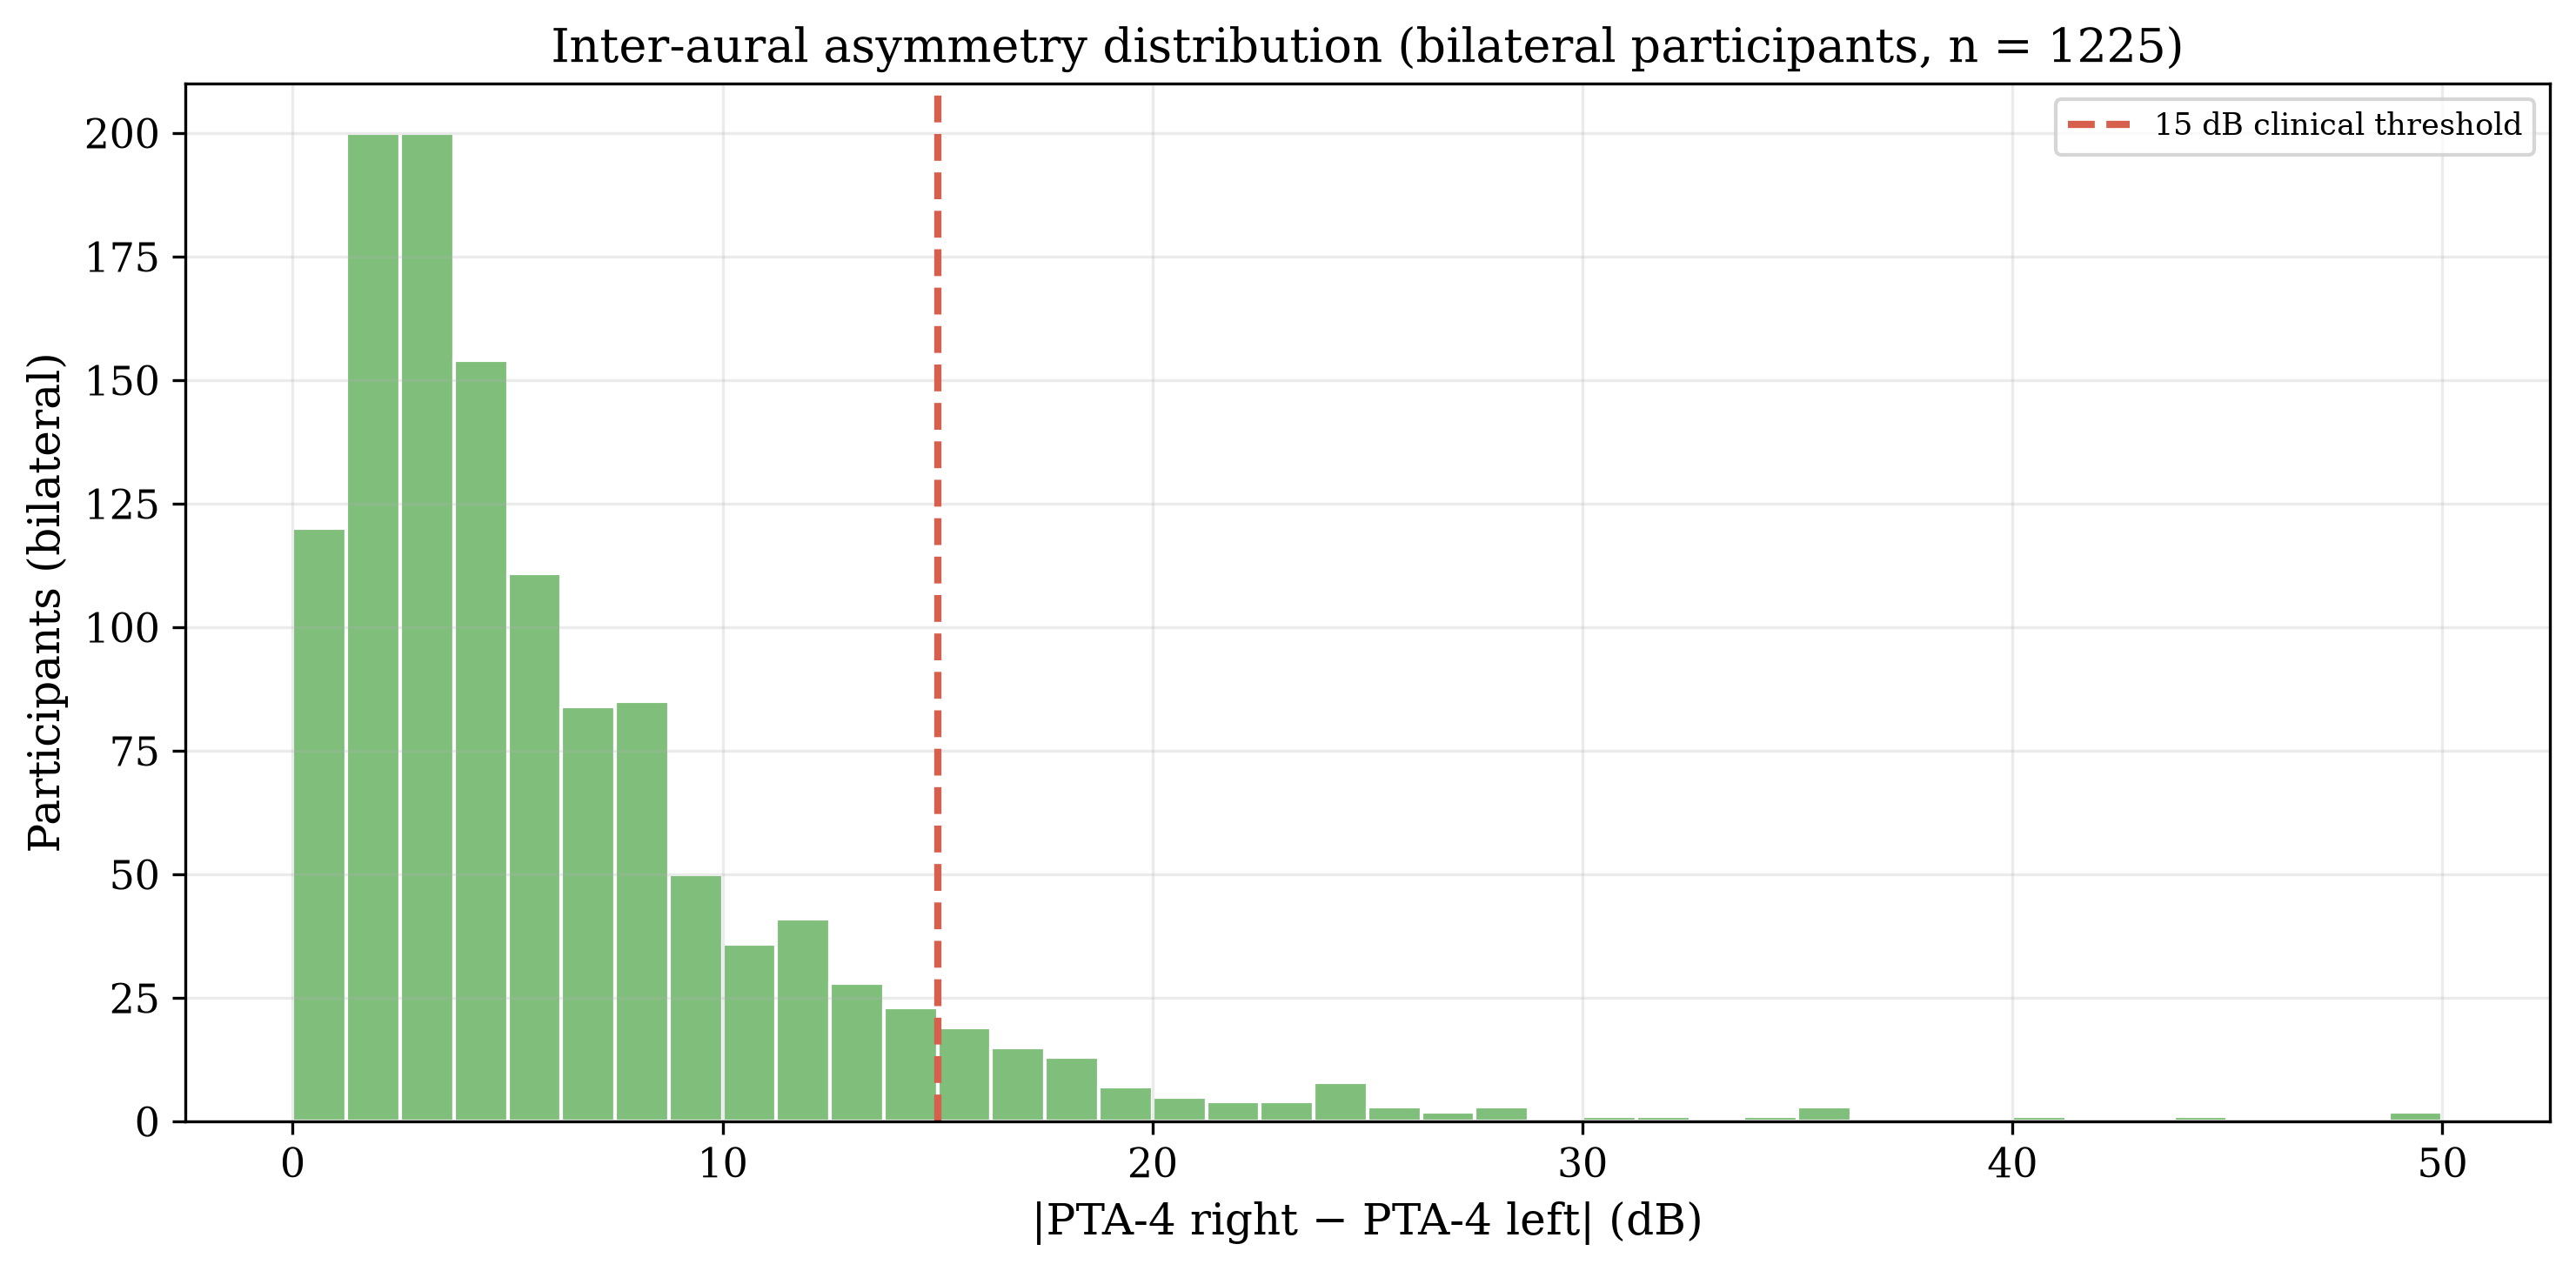 Inter-aural asymmetry distribution (bilateral participants, n = 1225)
15 dB clinical threshold
Participants (bilateral)
200
175
150
125
100
75
50
25
0
0 10 20 30 40 50
|PTA-4 right − PTA-4 left| (dB)